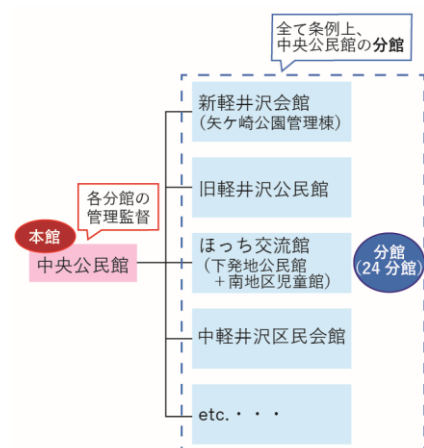 全て条例上、
中央公民館の分館
新軽井沢会館
(矢ケ崎公園管理棟)
旧軽井沢公民館
各分館の
管理監督
本館
中央公民館
ほっち交流館
(下発地公民館
+南地区児童館)
分館
(24分館)
中軽井沢区民会館
etc.・・・